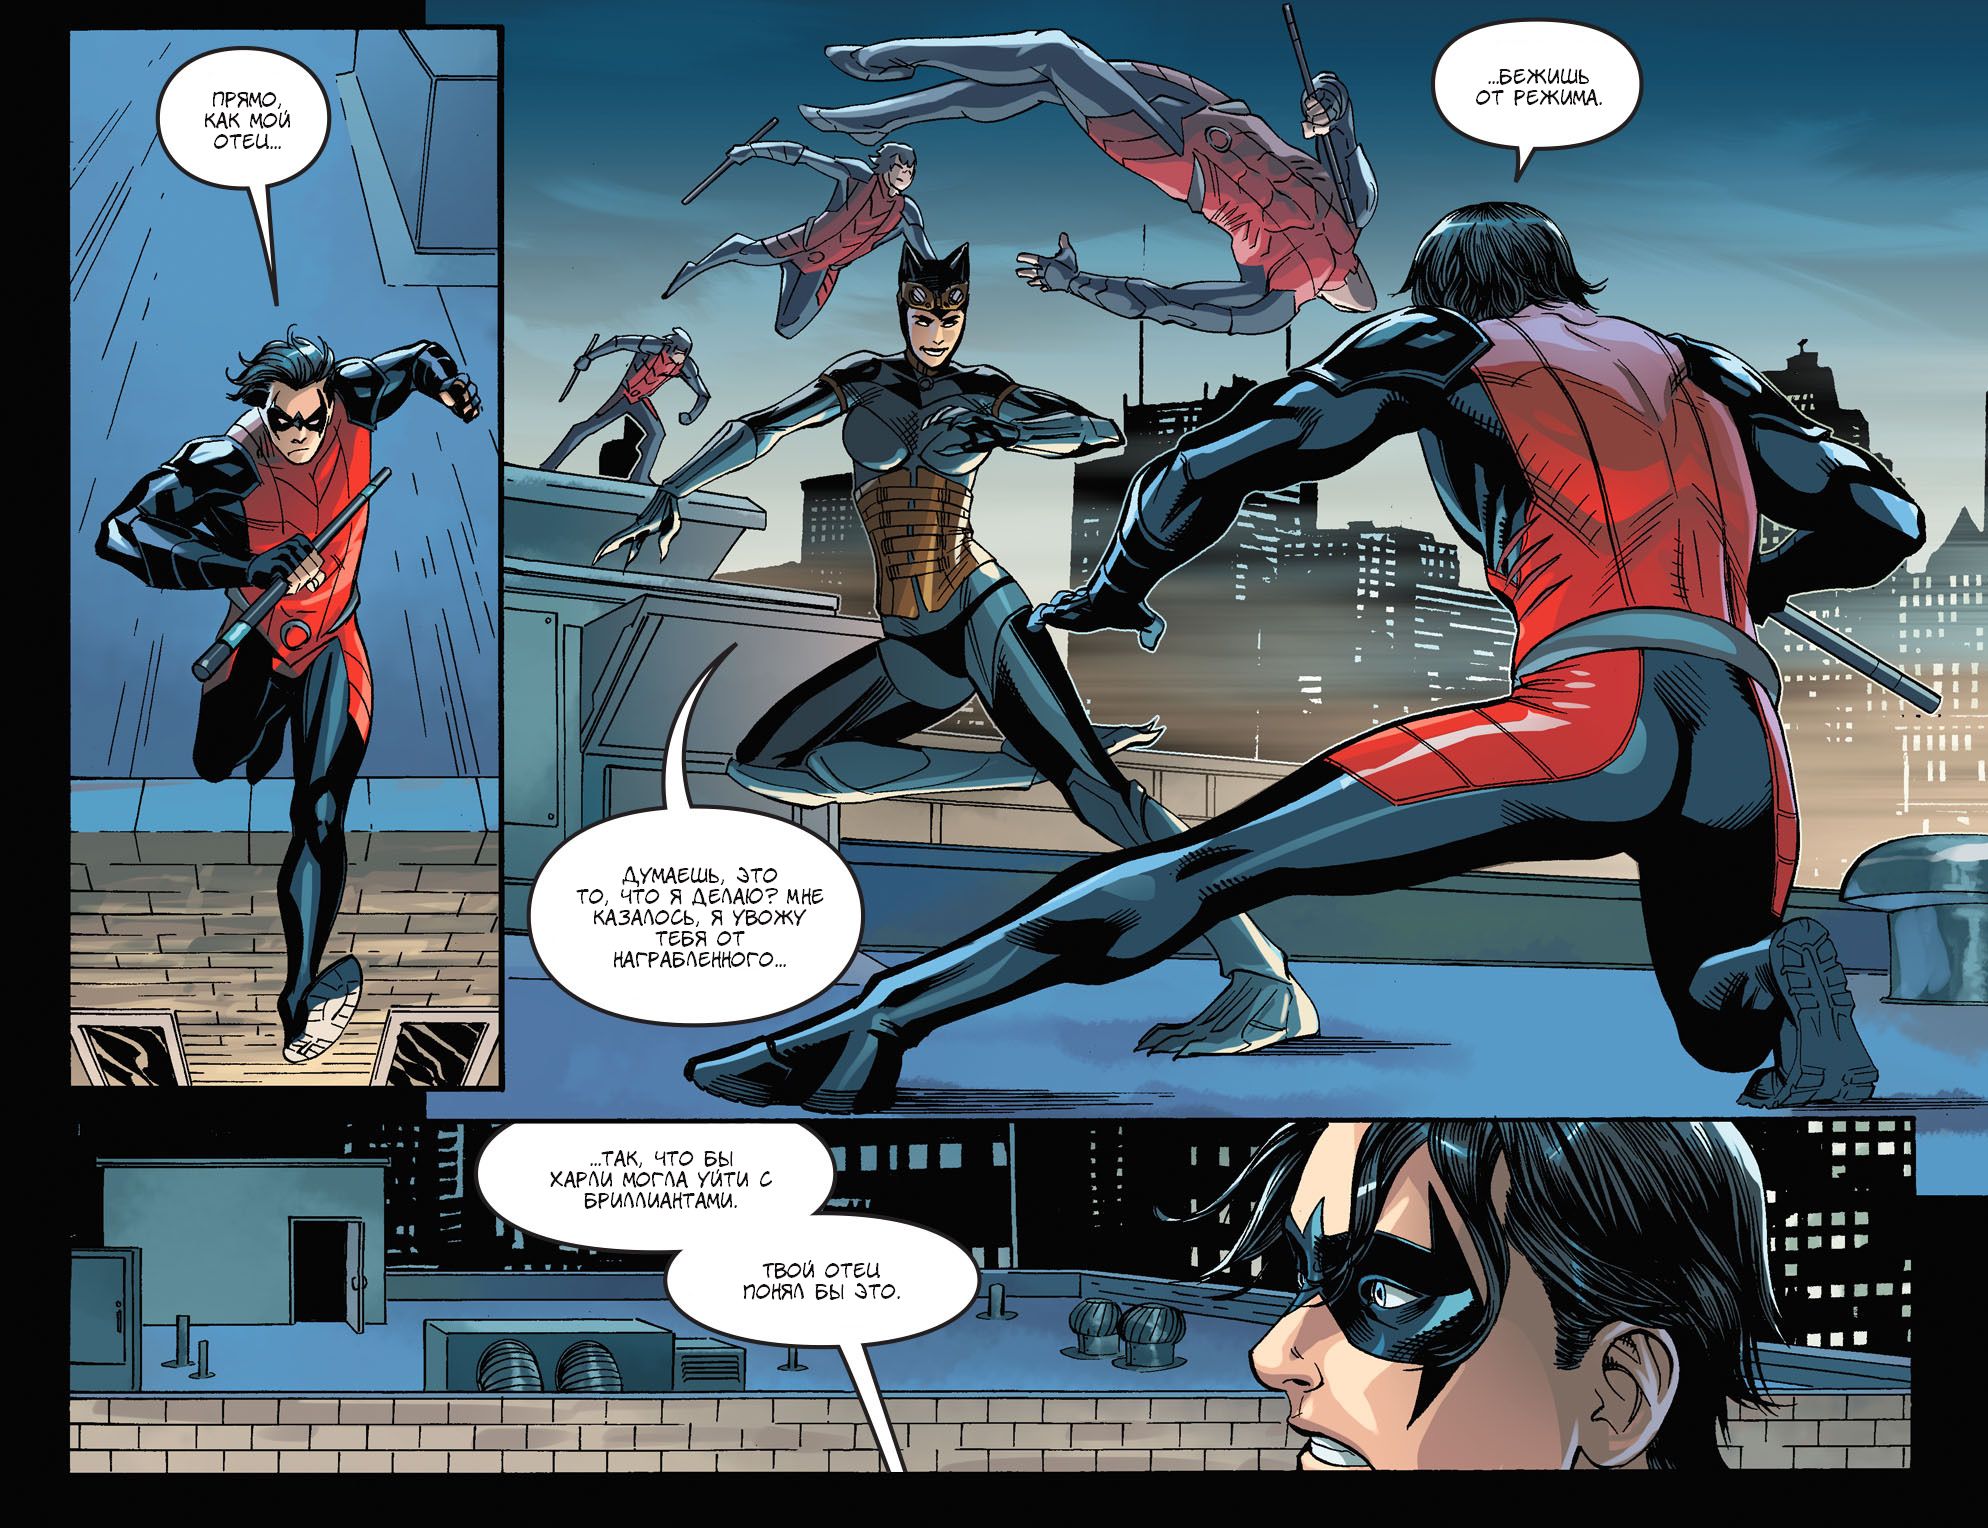 ПРЯМО,
КАК МОЙ
ОТЕЦ...
...БЕЖИШЬ
ОТ РЕЖИМА.
ДУМАЕШЬ, ЭТО
ТО, ЧТО Я ДЕЛАЮ? МНЕ
КАЗАЛОСЬ, Я УВОЖУ
ТЕБЯ ОТ
НАГРАБЛЕННОГО...
...ТАК, ЧТО БЫ
ХАРЛИ МОГЛА УЙТИ С
БРИЛЛИАНТАМИ.
ТВОЙ ОТЕЦ
ПОНЯЛ БЫ ЭТО.